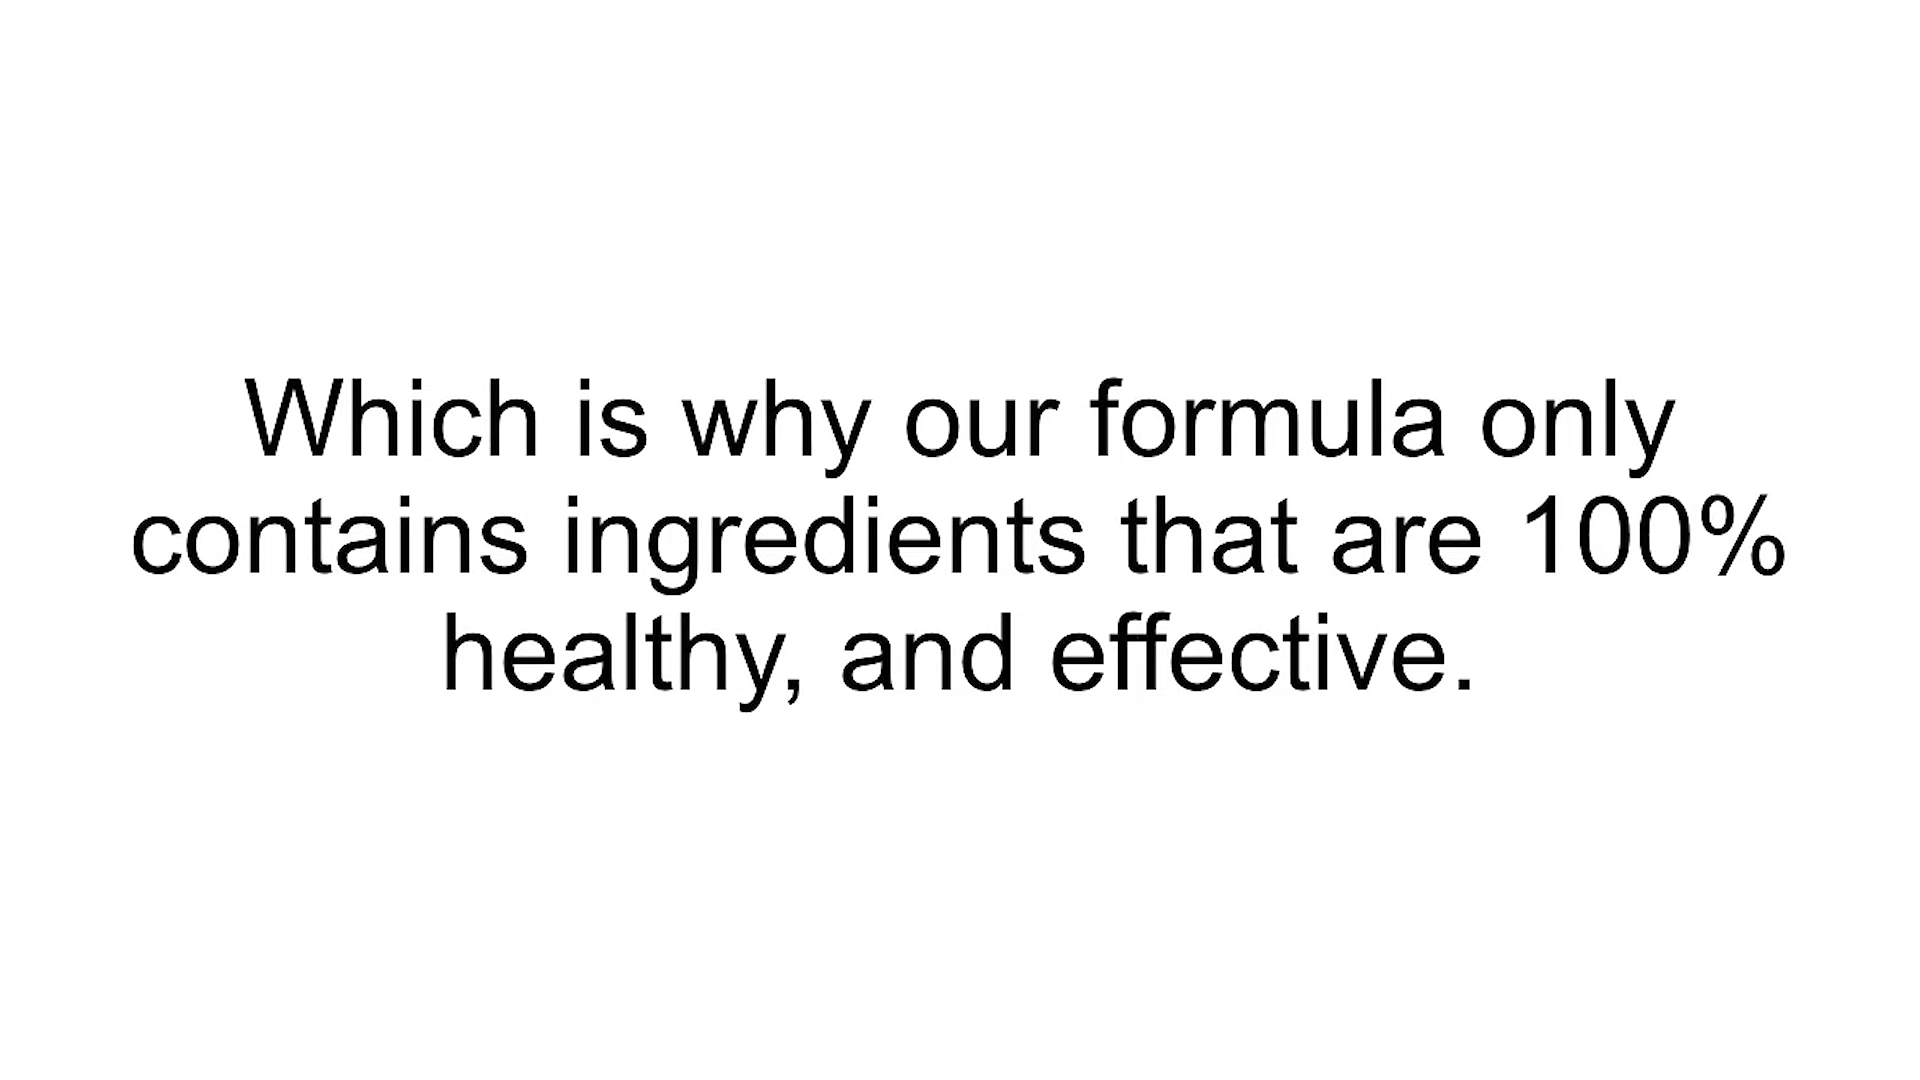 Which is why our formula only
contains ingredients that are 100%
healthy, and effective.